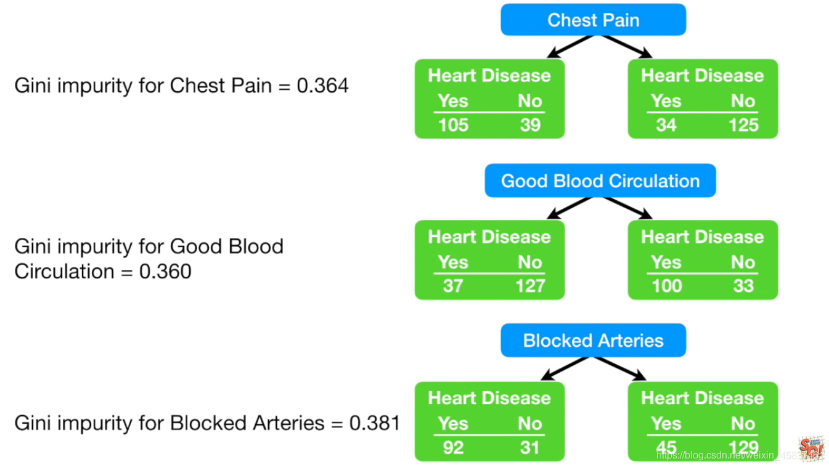 Chest Pain
Gini impurity for Chest Pain = 0.364
Heart Disease
Yes No
105 39
Heart Disease
Yes No
34 125
Good Blood Circulation
Gini impurity for Good Blood
Circulation = 0.360
Heart Disease
Yes No
37 127
Heart Disease
Yes No
100 33
Blocked Arteries
Gini impurity for Blocked Arteries = 0.381
Heart Disease
Yes No
92 31
Heart Disease
Yes No
45 129